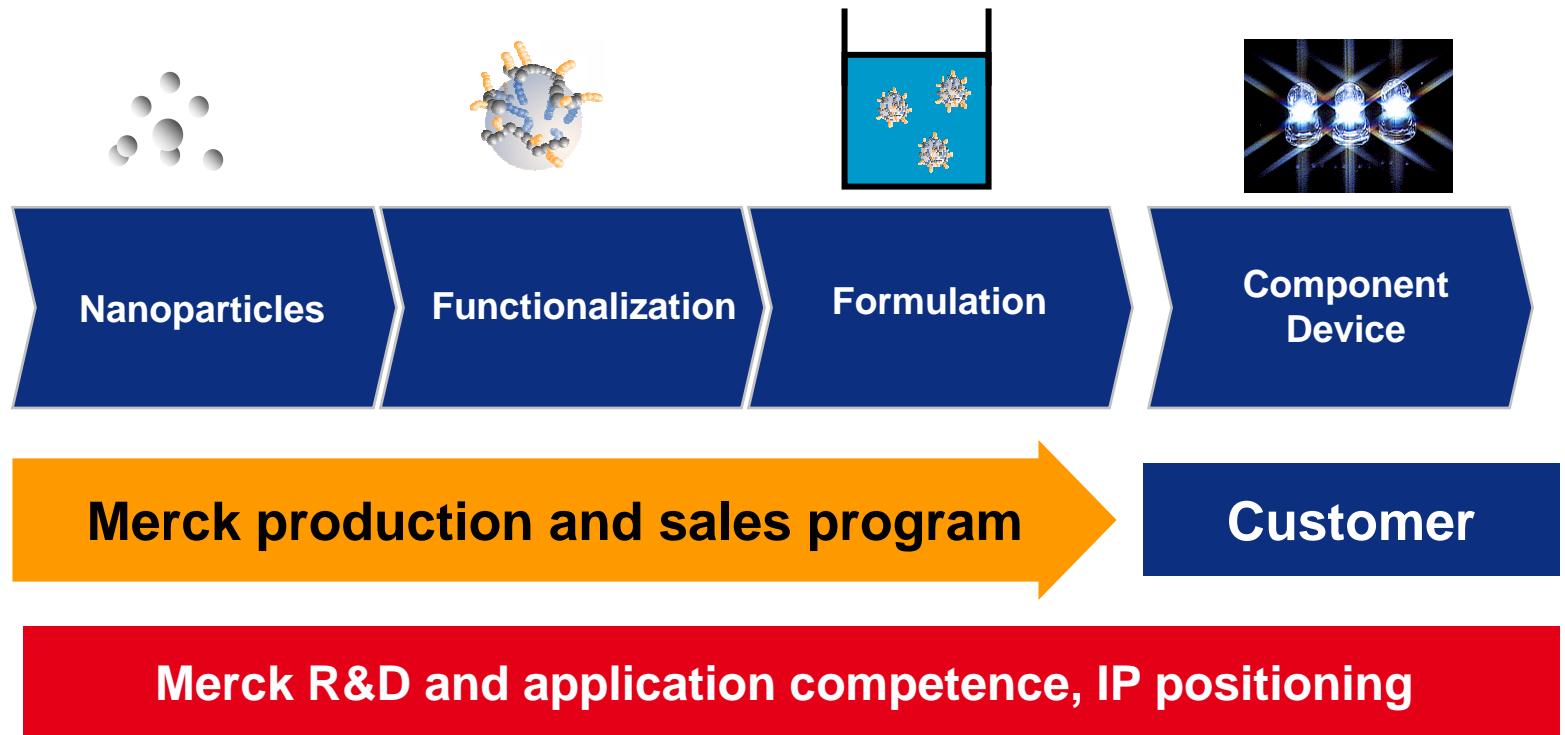 Nanoparticles
Functionalization
Formulation
Component
Device
Merck production and sales program
Customer
Merck R&D and application competence, IP positioning